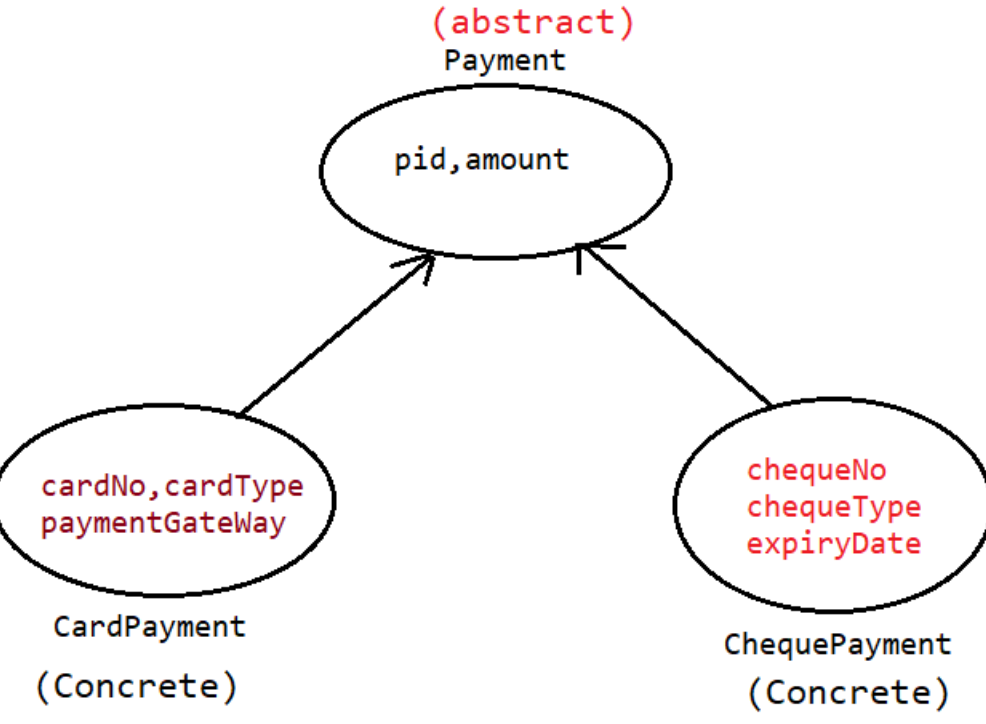 (abstract)
Payment
pid,amount
cardNo,cardType
paymentGateWay
CardPayment
(Concrete)
chequeNo
chequeType
expiryDate
ChequePayment
(Concrete)